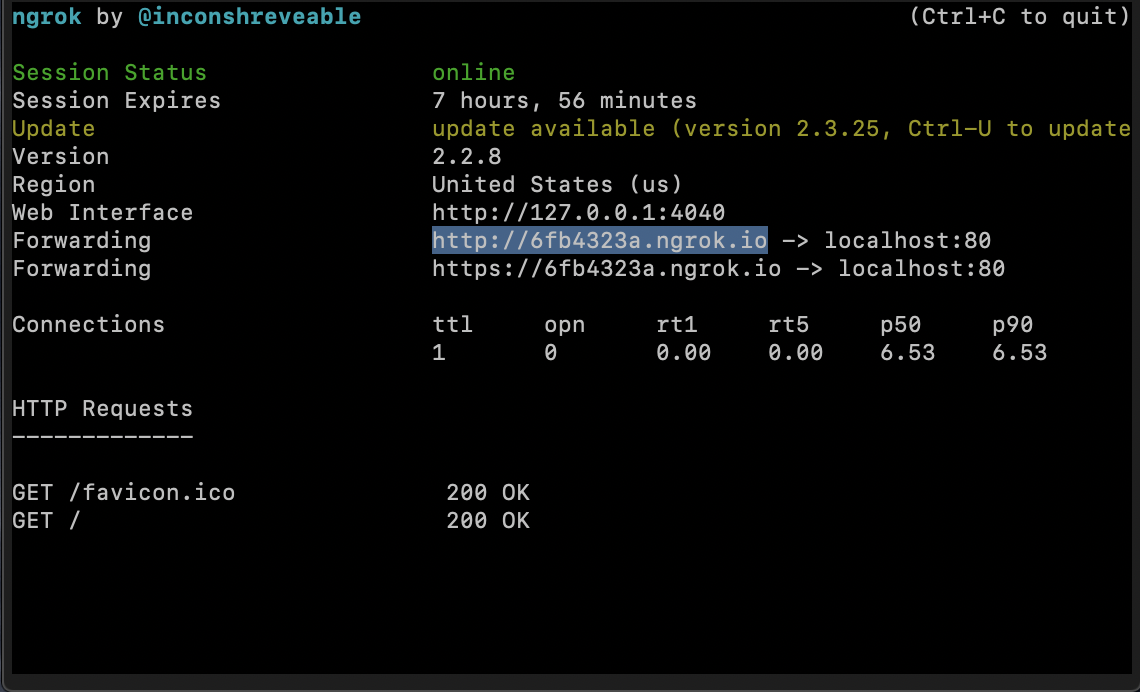 ngrok by @inconshreveable (Ctrl+C to quit)
Session Status online
Session Expires 7 hours, 56 minutes
Update update available (version 2.3.25, Ctrl-U to update
Version 2.2.8
Region United States (us)
Web Interface http://127.0.0.1:4040
Forwarding http://6fb4323a.ngrok.io -> localhost:80
Forwarding https://6fb4323a.ngrok.io -> localhost:80
Connections ttl opn rt1 rt5 p50 p90
1 0 0.00 0.00 6.53 6.53
HTTP Requests
-------------
GET /favicon.ico 200 OK
GET / 200 OK